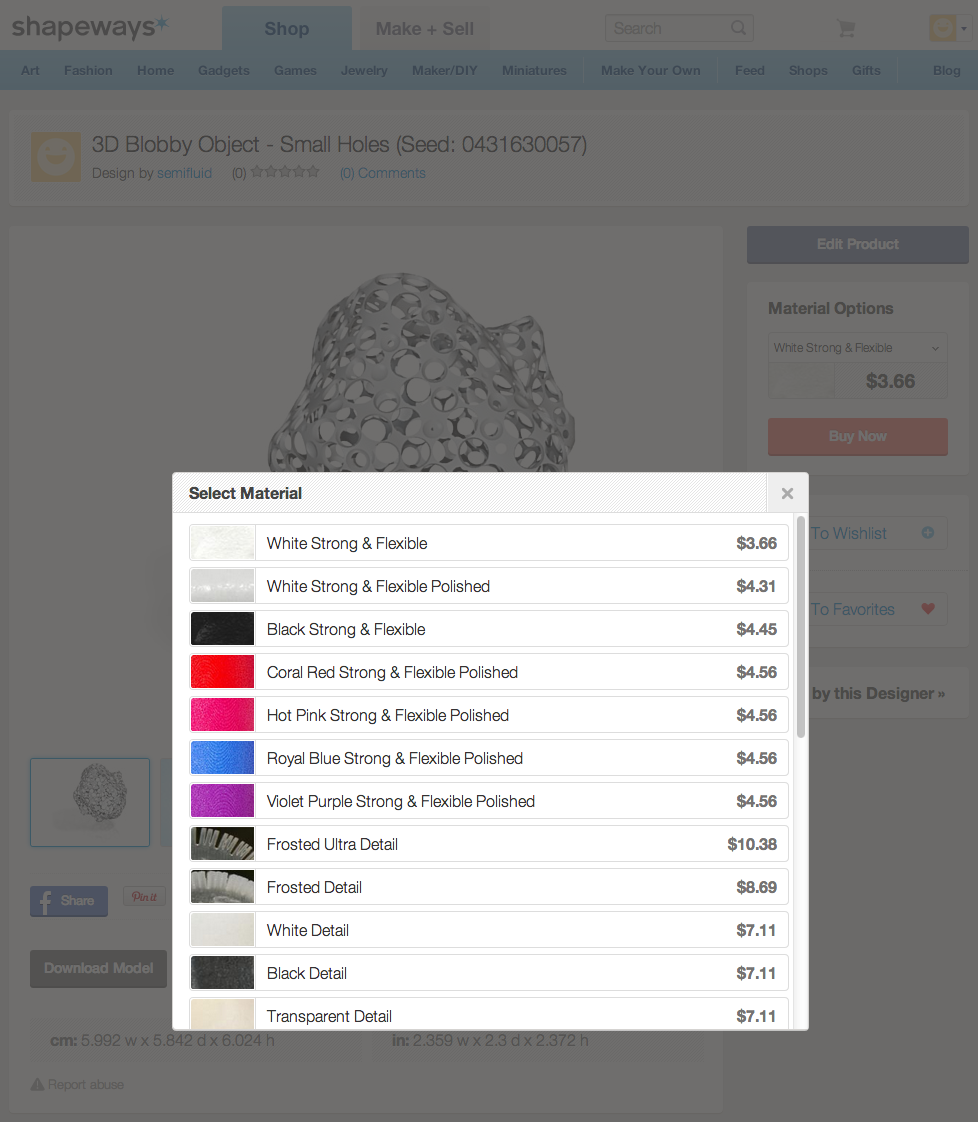 shapeways*
Shop
Make + Sell
Search
Art
Fashion
Home
Gadgets
Games
Jewelry
Maker/DIY
Miniatures
Make Your Own
Feed
Shops
Gifts
Blog
3D Blobby Object - Small Holes (Seed: 0431630057)
Design by semifluid (0) (0) Comments
Edit Product
Material Options
White Strong & Flexible
$3.66
Buy Now
To Wishlist
To Favorites
by this Designer »
Select Material
White Strong & Flexible $3.66
White Strong & Flexible Polished $4.31
Black Strong & Flexible $4.45
Coral Red Strong & Flexible Polished $4.56
Hot Pink Strong & Flexible Polished $4.56
Royal Blue Strong & Flexible Polished $4.56
Violet Purple Strong & Flexible Polished $4.56
Frosted Ultra Detail $10.38
Frosted Detail $8.69
White Detail $7.11
Black Detail $7.11
Transparent Detail $7.11
Share
Pin it
Download Model
cm: 5.992 w x 5.842 d x 6.024 h
in: 2.359 w x 2.3 d x 2.372 h
Report abuse